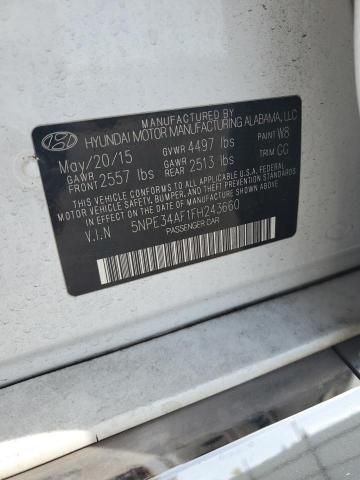 MANUFACTURED BY
HYUNDAI MOTOR MANUFACTURING ALABAMA, LLC
May/20/15 GVWR 4497 lbs PAINT W8
GAWR FRONT 2557 lbs GAWR REAR 2513 lbs TRIM CC
THIS VEHICLE CONFORMS TO ALL APPLICABLE U.S.A. FEDERAL
MOTOR VEHICLE SAFETY, BUMPER, AND THEFT PREVENTION
STANDARDS IN EFFECT ON THE DATE OF MANUFACTURE
SHOWN ABOVE.
V.I.N 5NPE34AF1FH243660
PASSENGER CAR